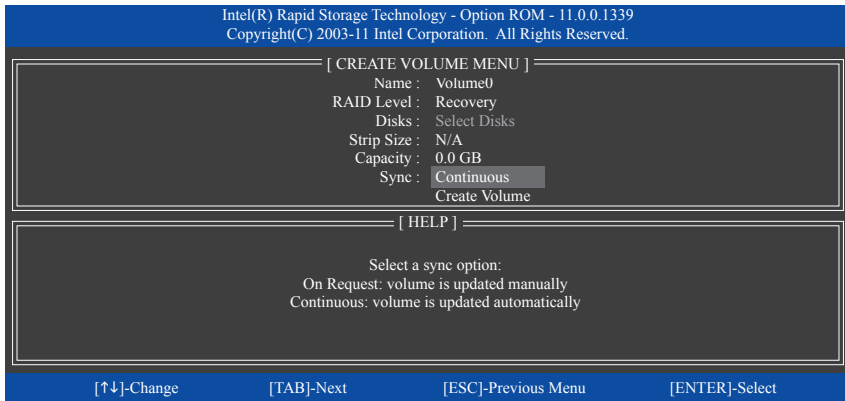 Intel(R) Rapid Storage Technology - Option ROM - 11.0.0.1339
Copyright(C) 2003-11 Intel Corporation.  All Rights Reserved.
[ CREATE VOLUME MENU ]
Name : Volume0
RAID Level : Recovery
Disks : Select Disks
Strip Size : N/A
Capacity : 0.0 GB
Sync : Continuous
Create Volume
[ HELP ]
Select a sync option:
On Request: volume is updated manually
Continuous: volume is updated automatically
[↑↓]-Change [TAB]-Next [ESC]-Previous Menu [ENTER]-Select